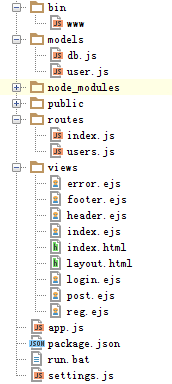 bin
www
models
db.js
user.js
node_modules
public
routes
index.js
users.js
views
error.ejs
footer.ejs
header.ejs
index.ejs
index.html
layout.html
login.ejs
post.ejs
reg.ejs
app.js
package.json
run.bat
settings.js